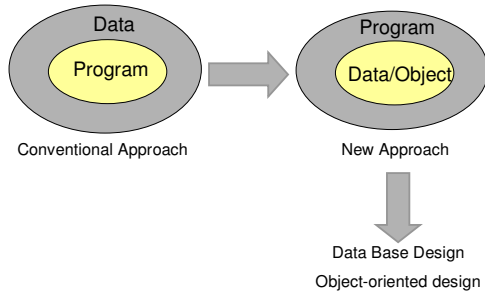 Data
Program
Conventional Approach
Program
Data/Object
New Approach
Data Base Design
Object-oriented design